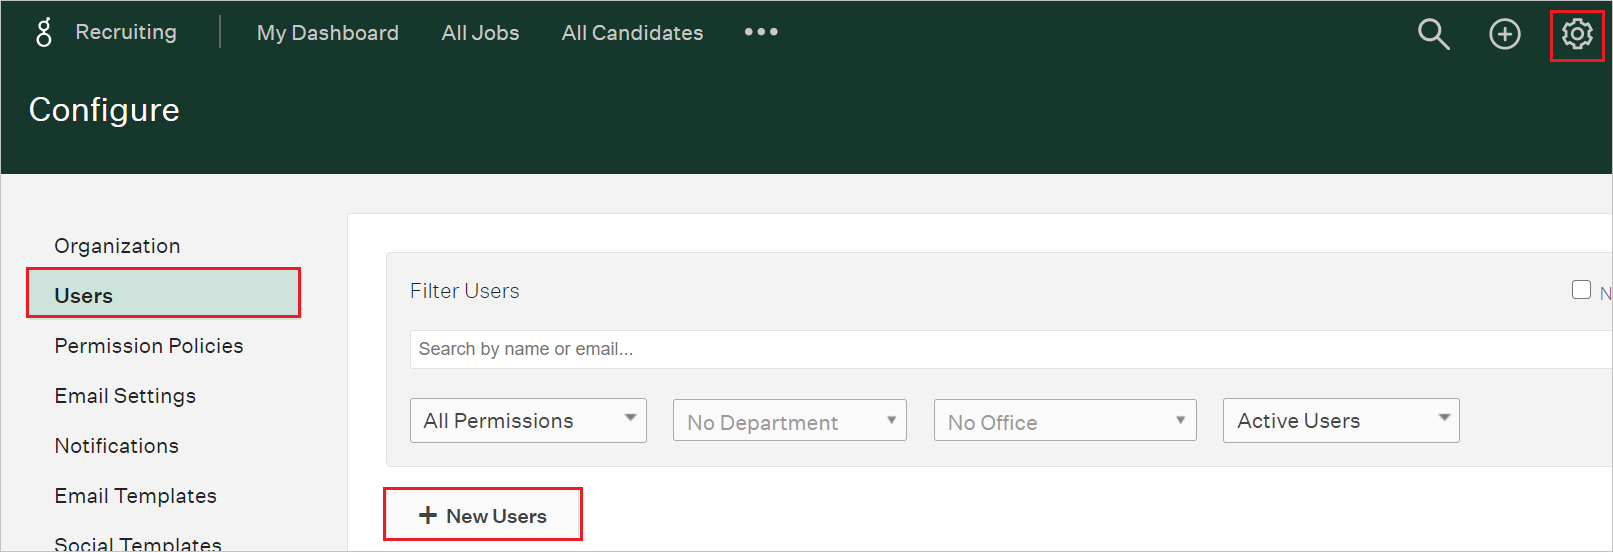 Recruiting My Dashboard All Jobs All Candidates •••
Configure
Organization
Users
Permission Policies
Email Settings
Notifications
Email Templates
Social Templates
Filter Users
N
Search by name or email...
All Permissions No Department No Office Active Users
+ New Users